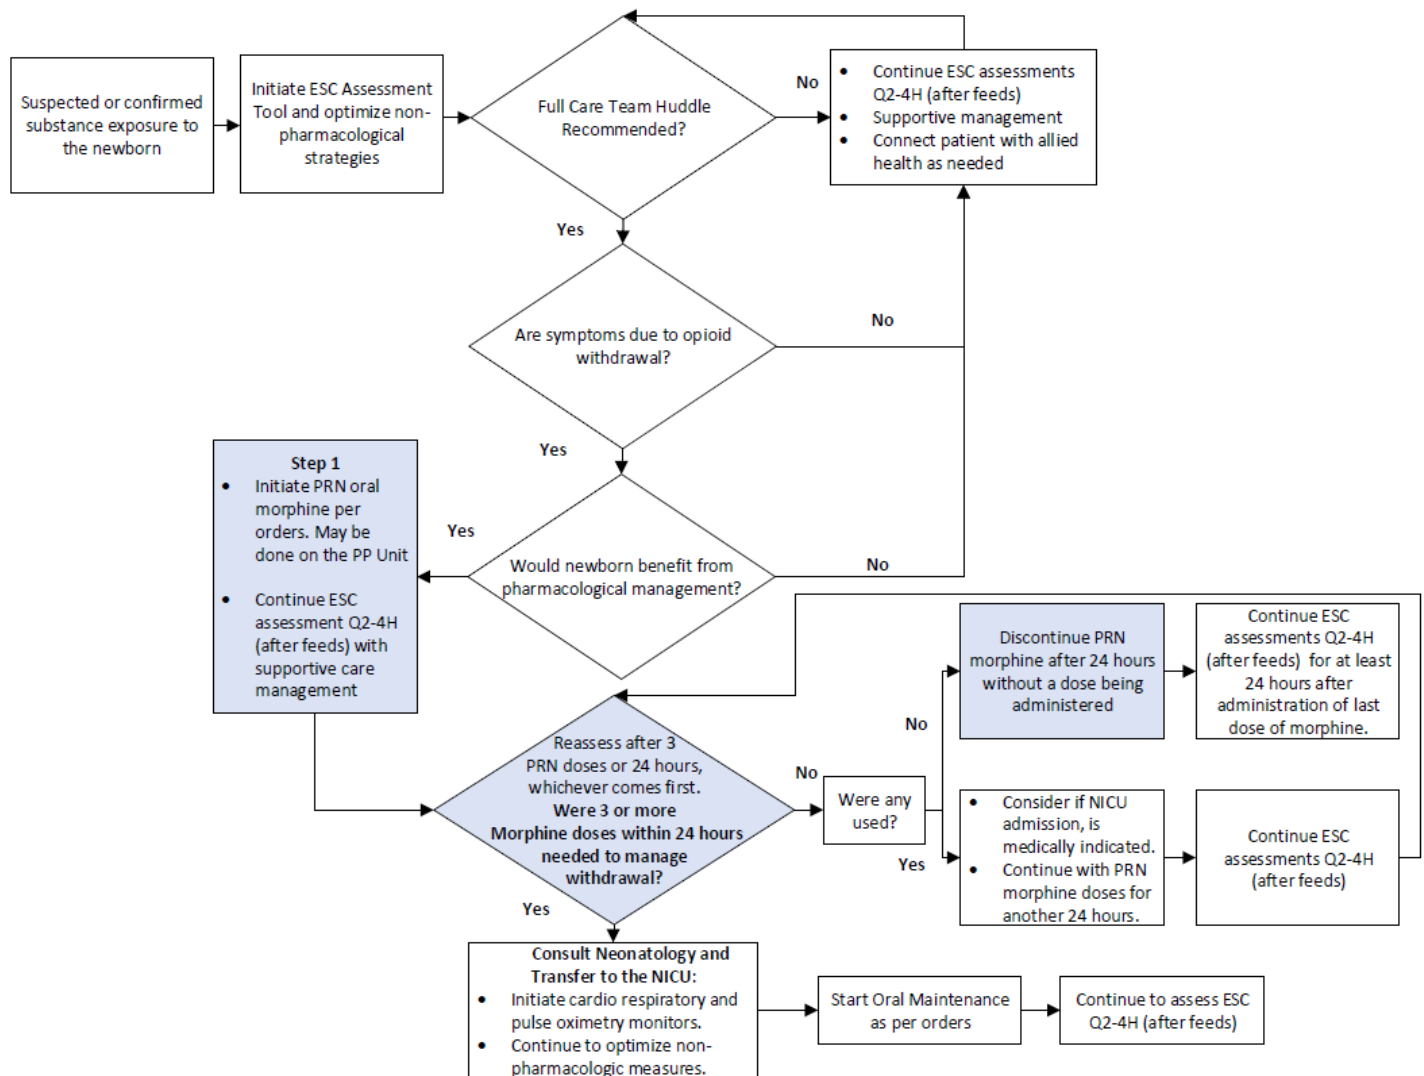 Suspected or confirmed
substance exposure to
the newborn
Initiate ESC Assessment
Tool and optimize non-
pharmacological
strategies
Full Care Team Huddle
Recommended?
No
• Continue ESC assessments
Q2-4H (after feeds)
• Supportive management
• Connect patient with allied
health as needed
Yes
Are symptoms due to opioid
withdrawal?
No
Yes
Would newborn benefit from
pharmacological management?
No
Yes
Step 1
• Initiate PRN oral
morphine per
orders. May be
done on the PP Unit
• Continue ESC
assessment Q2-4H
(after feeds) with
supportive care
management
Reassess after 3
PRN doses or 24 hours,
whichever comes first.
Were 3 or more
Morphine doses within 24 hours
needed to manage
withdrawal?
No
Were any
used?
No
Discontinue PRN
morphine after 24 hours
without a dose being
administered
Continue ESC
assessments Q2-4H
(after feeds) for at least
24 hours after
administration of last
dose of morphine.
Yes
• Consider if NICU
admission, is
medically indicated.
• Continue with PRN
morphine doses for
another 24 hours.
Continue ESC
assessments Q2-4H
(after feeds)
Yes
Consult Neonatology and
Transfer to the NICU:
• Initiate cardio respiratory and
pulse oximetry monitors.
• Continue to optimize non-
pharmacologic measures.
Start Oral Maintenance
as per orders
Continue to assess ESC
Q2-4H (after feeds)